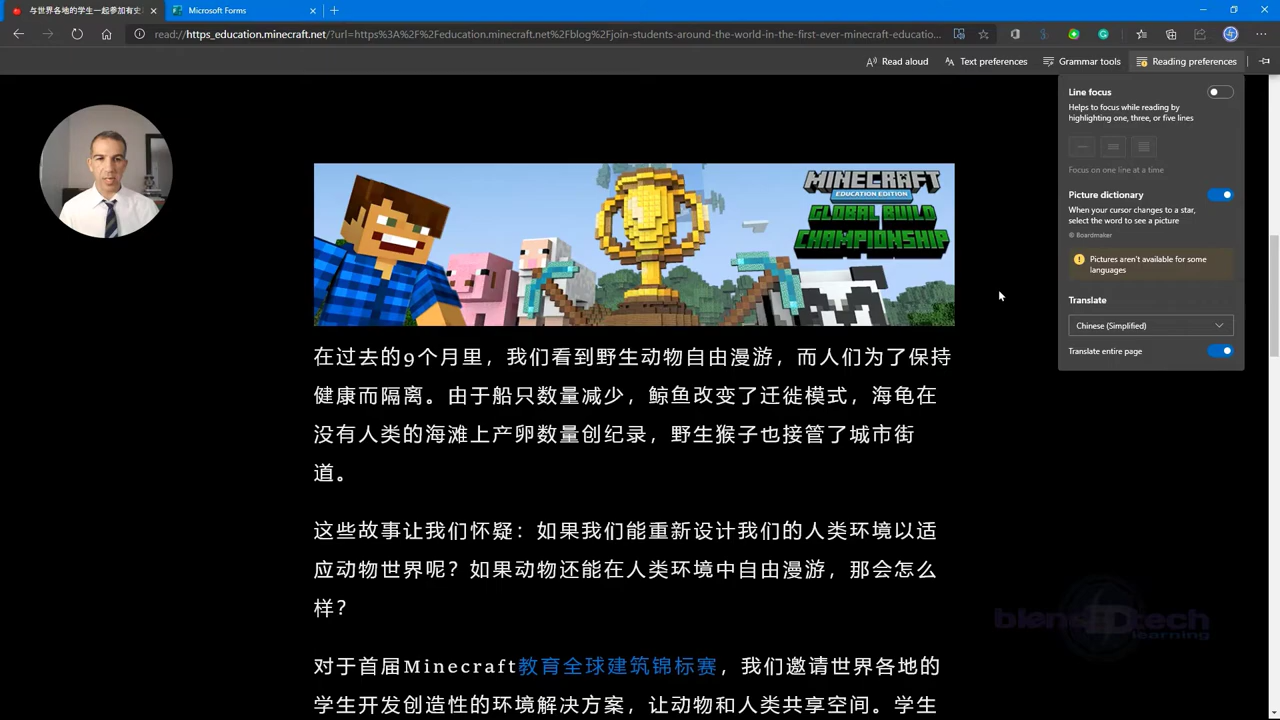 与世界各地的学生一起参加有史
Microsoft Forms
read://https_education.minecraft.net/?url=https%3A%2F%2Feducation.minecraft.net%2Fblog%2Fjoin-students-around-the-world-in-the-first-ever-minecraft-educatio...
Read aloud
Text preferences
Grammar tools
Reading preferences
Line focus
Helps to focus while reading by
highlighting one, three, or five lines
Focus on one line at a time
Picture dictionary
When your cursor changes to a star,
select the word to see a picture
© Boardmaker
Pictures aren't available for some
languages
Translate
Chinese (Simplified)
Translate entire page
MINECRAFT
EDUCATION EDITION
GLOBAL BUILD
CHAMPIONSHIP
在过去的9个月里，我们看到野生动物自由漫游，而人们为了保持
健康而隔离。由于船只数量减少，鲸鱼改变了迁徙模式，海龟在
没有人类的海滩上产卵数量创纪录，野生猴子也接管了城市街
道。
这些故事让我们怀疑：如果我们能重新设计我们的人类环境以适
应动物世界呢？如果动物还能在人类环境中自由漫游，那会怎么
样？
对于首届Minecraft教育全球建筑锦标赛，我们邀请世界各地的
学生开发创造性的环境解决方案，让动物和人类共享空间。学生
blendEDtech
learning